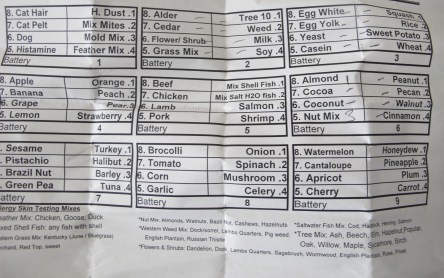 8. Cat Hair H. Dust .1
7. Cat Pelt Mix Mites .2
6. Dog Mold Mix .3
5. Histamine Feather Mix .4
Battery 1
8. Alder Tree 10 .1
7. Cedar Weed .2
6. Flower/ Shrub Milk .3
5. Grass Mix Soy .4
Battery 2
8. Egg White Squash
7. Egg Yolk Rice .2
6. Yeast Sweet Potato .3
5. Casein Wheat .4
Battery 3
8. Apple Orange .1
7. Banana Peach .2
6. Grape Pear .3
5. Lemon Strawberry .4
Battery 4
8. Beef Mix Shell Fish .1
7. Chicken Mix Salt H2O fish .2
6. Lamb Salmon .3
5. Pork Shrimp .4
Battery 5
8. Almond Peanut .1
7. Cocoa Pecan .2
6. Coconut Walnut .3
5. Nut Mix 3 Cinnamon .4
Battery 6
Sesame Turkey .1
Pistachio Halibut .2
Brazil Nut Barley .3
Green Pea Tuna .4
7
8. Brocolli Onion .1
7. Tomato Spinach .2
6. Corn Mushroom .3
5. Garlic Celery .4
Battery 8
8. Watermelon Honeydew .1
7. Cantaloupe Pineapple .2
6. Apricot Plum .3
5. Cherry Carrot .4
Battery 9
Skin Testing Mixes
Mix: Chicken, Goose, Duck
Shell Fish: any fish with shell
Grass Mix: Kentucky (June / Bluegrass)
Orchard, Red Top, sweet
*Nut Mix: Almonds, Walnuts, Brazil Nut, Cashews, Hazelnuts
*Western Weed Mix: Dock/sorrel, Lambs Quarters, Pig weed,
English Plantain, Russian Thistle
*Flowers & Shrubs: Dandelion, Dock, Lambs Quarters, Sagebrush, Wormwood, English Plantain, Rose,
*Saltwater Fish Mix: Cod, Halibut, Herring, Salmon
*Tree Mix: Ash, Beech, Elm, Hazelnut, Poplar,
Oak, Willow, Maple, Sycamore, Birch